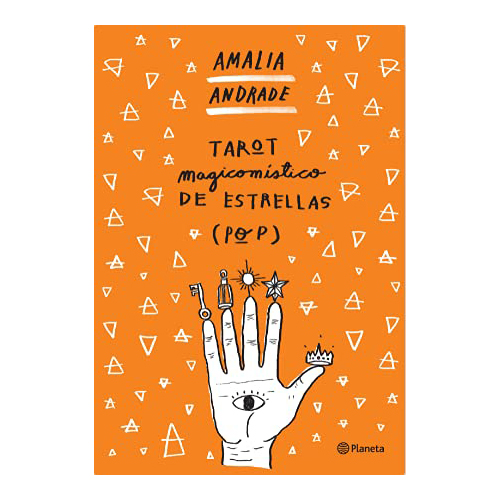 AMALIA
ANDRADE
TAROT
magicomístico
DE ESTRELLAS
(POP)
Planeta